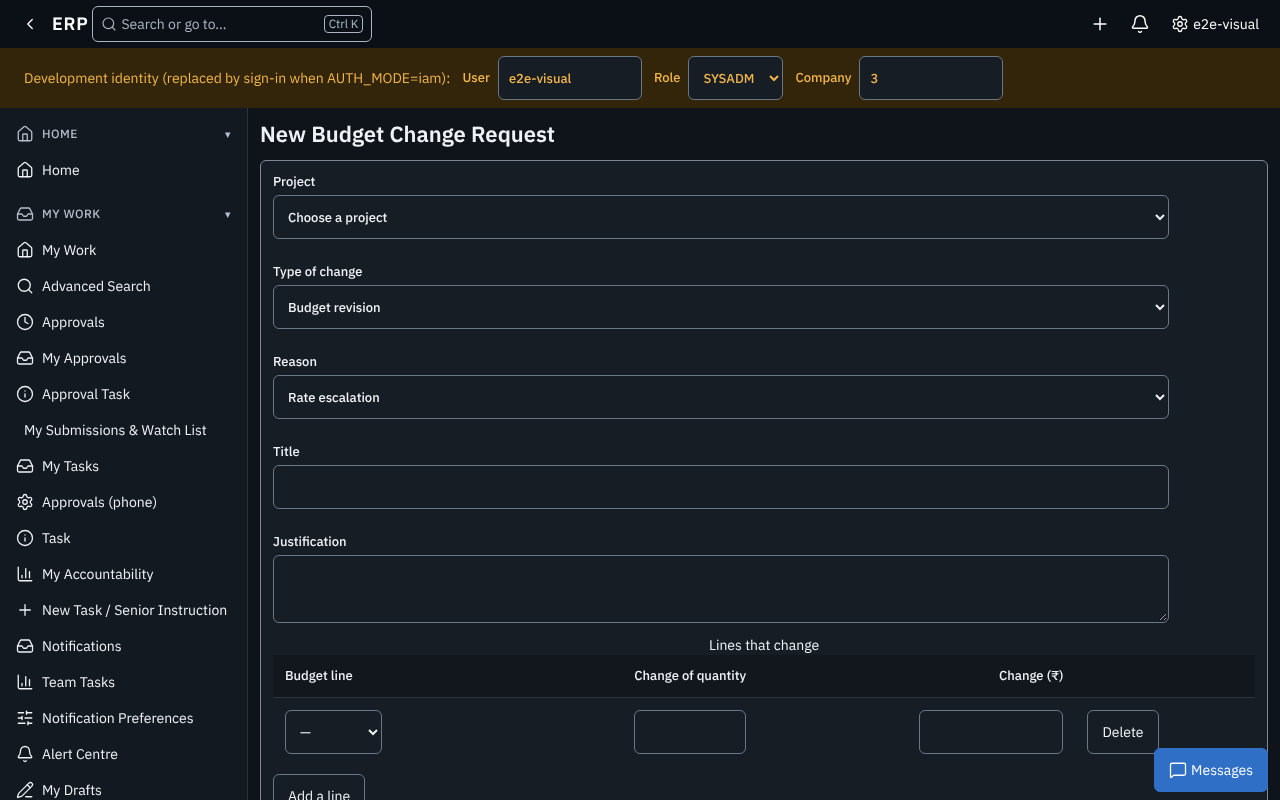 ERP
Search or go to...
Ctrl K
e2e-visual
Development identity (replaced by sign-in when AUTH_MODE=iam): User e2e-visual Role SYSADM Company 3
HOME
Home
MY WORK
My Work
Advanced Search
Approvals
My Approvals
Approval Task
My Submissions & Watch List
My Tasks
Approvals (phone)
Task
My Accountability
New Task / Senior Instruction
Notifications
Team Tasks
Notification Preferences
Alert Centre
My Drafts
New Budget Change Request
Project
Choose a project
Type of change
Budget revision
Reason
Rate escalation
Title
Justification
Lines that change
Budget line Change of quantity Change (₹)
— Delete
Add a line
Messages